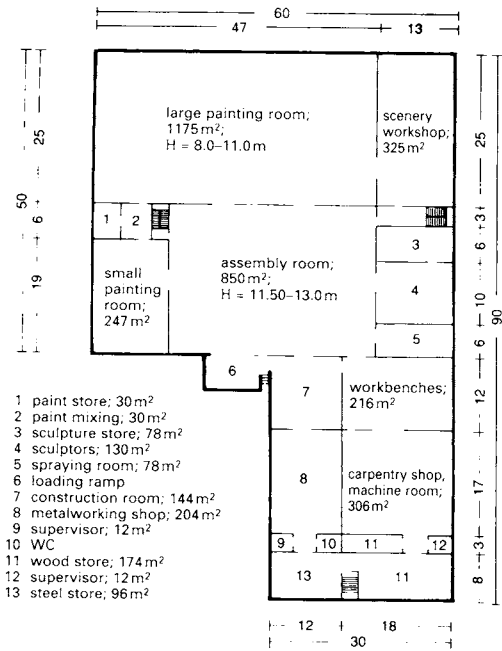 60
47
13
large painting room;
1175 m²;
H = 8.0–11.0 m
scenery
workshop;
325 m²
50
25
6
19
25
3
6
10
6
12
17
3
8
90
1
2
3
small
painting
room;
247 m²
assembly room;
850 m²;
H = 11.50–13.0 m
4
5
6
7
workbenches;
216 m²
8
carpentry shop,
machine room;
306 m²
9
10
11
12
13
11
1 paint store; 30 m²
2 paint mixing; 30 m²
3 sculpture store; 78 m²
4 sculptors; 130 m²
5 spraying room; 78 m²
6 loading ramp
7 construction room; 144 m²
8 metalworking shop; 204 m²
9 supervisor; 12 m²
10 WC
11 wood store; 174 m²
12 supervisor; 12 m²
13 steel store; 96 m²
12
18
30